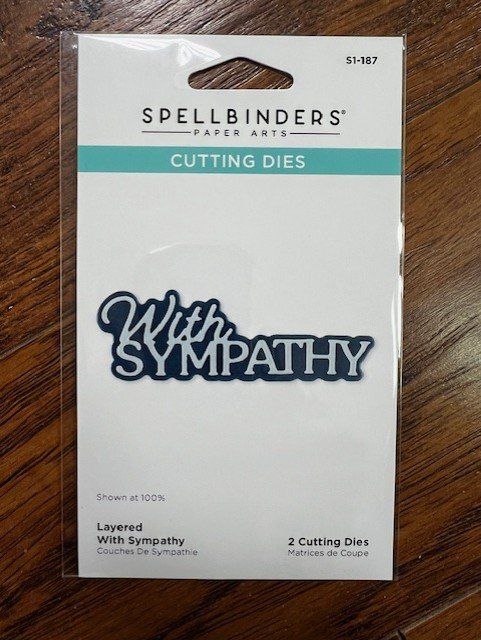 S1-187
SPELLBINDERS®
PAPER ARTS
CUTTING DIES
With
SYMPATHY
Shown at 100%
Layered
With Sympathy
Couches De Sympathie
2 Cutting Dies
Matrices de Coupe